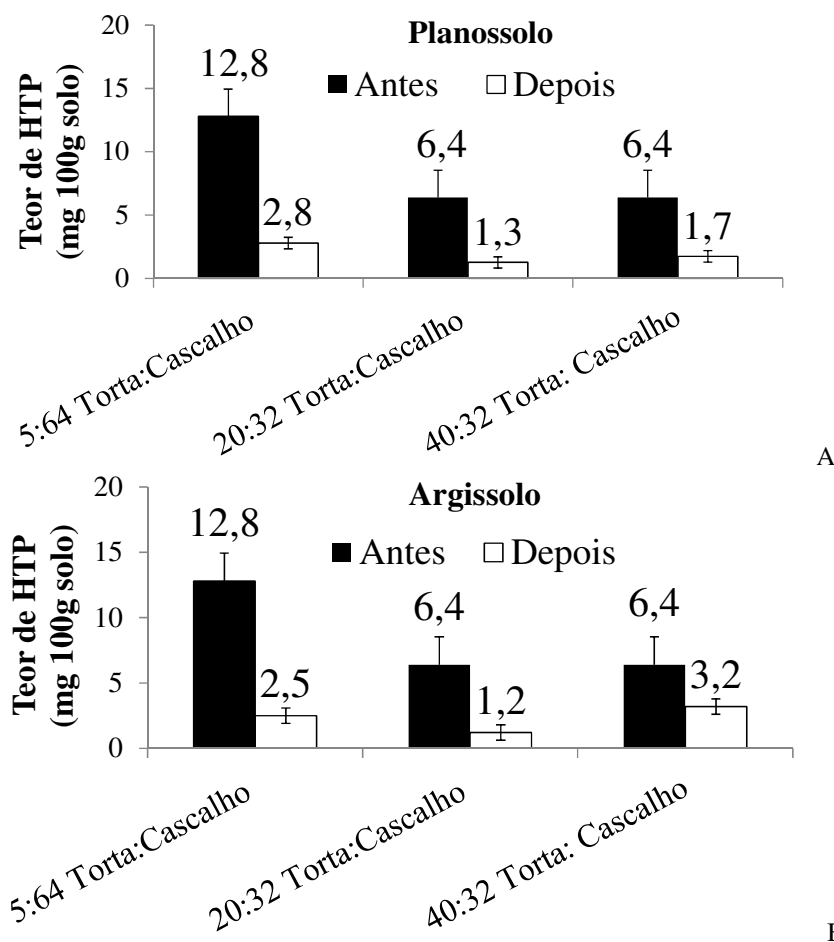 Planossolo
Antes Depois
Teor de HTP
(mg 100g solo)
20
15
10
5
0
12,8
2,8
6,4
1,3
6,4
1,7
5:64 Torta:Cascalho
20:32 Torta:Cascalho
40:32 Torta: Cascalho
A
Argissolo
Antes Depois
Teor de HTP
(mg 100g solo)
20
15
10
5
0
12,8
2,5
6,4
1,2
6,4
3,2
5:64 Torta:Cascalho
20:32 Torta:Cascalho
40:32 Torta: Cascalho